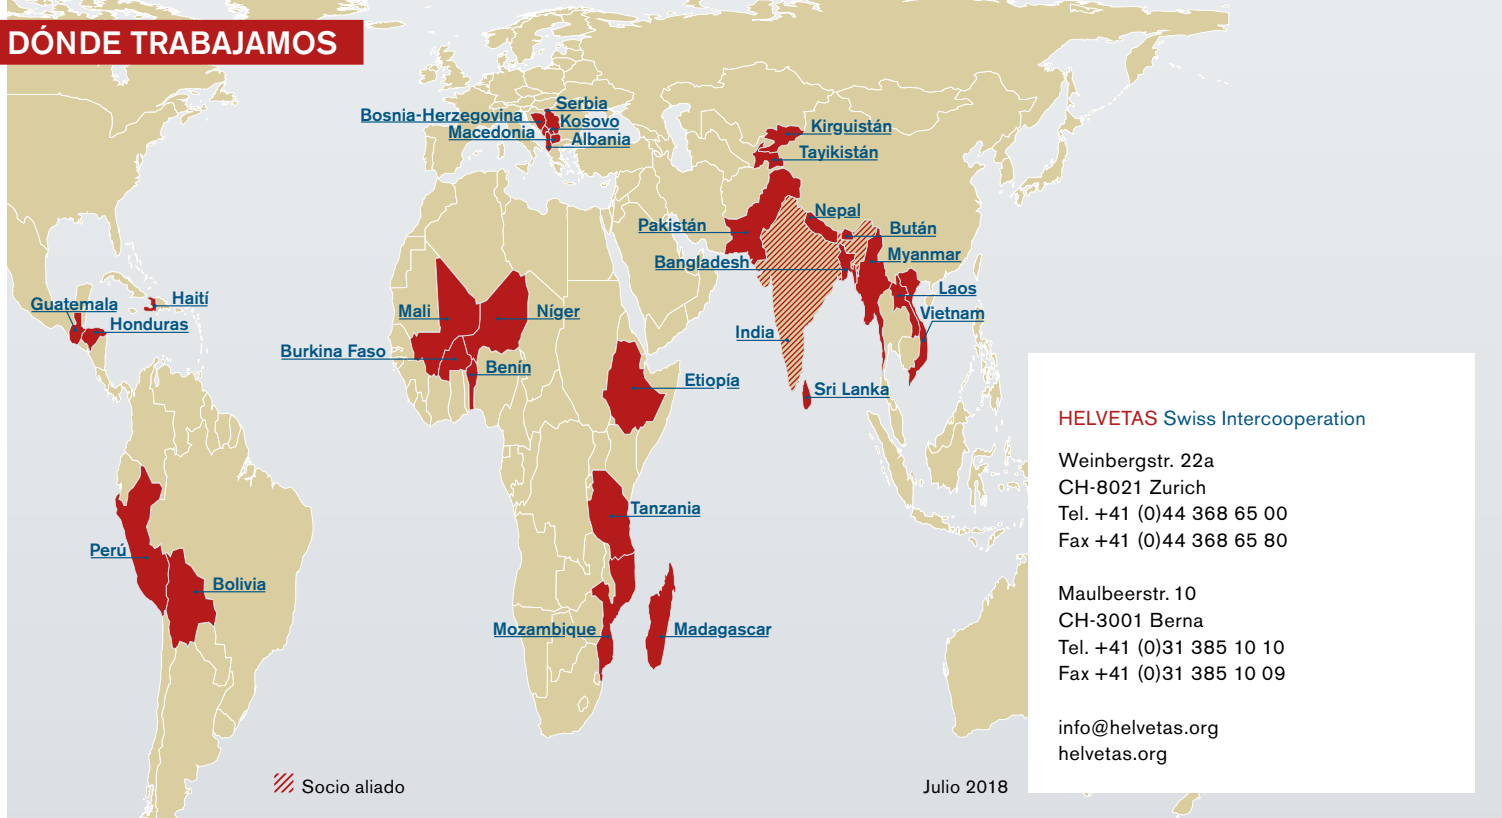 DÓNDE TRABAJAMOS
Serbia
Bosnia-Herzegovina
Kosovo
Macedonia
Albania
Kirguistán
Tayikistán
Nepal
Pakistán
Bután
Myanmar
Bangladesh
Laos
Vietnam
India
Sri Lanka
Guatemala
Haití
Honduras
Mali
Níger
Burkina Faso
Benín
Etiopía
Tanzania
Perú
Bolivia
Mozambique
Madagascar
Socio aliado
Julio 2018
HELVETAS Swiss Intercooperation
Weinbergstr. 22a
CH-8021 Zurich
Tel. +41 (0)44 368 65 00
Fax +41 (0)44 368 65 80
Maulbeerstr. 10
CH-3001 Berna
Tel. +41 (0)31 385 10 10
Fax +41 (0)31 385 10 09
info@helvetas.org
helvetas.org